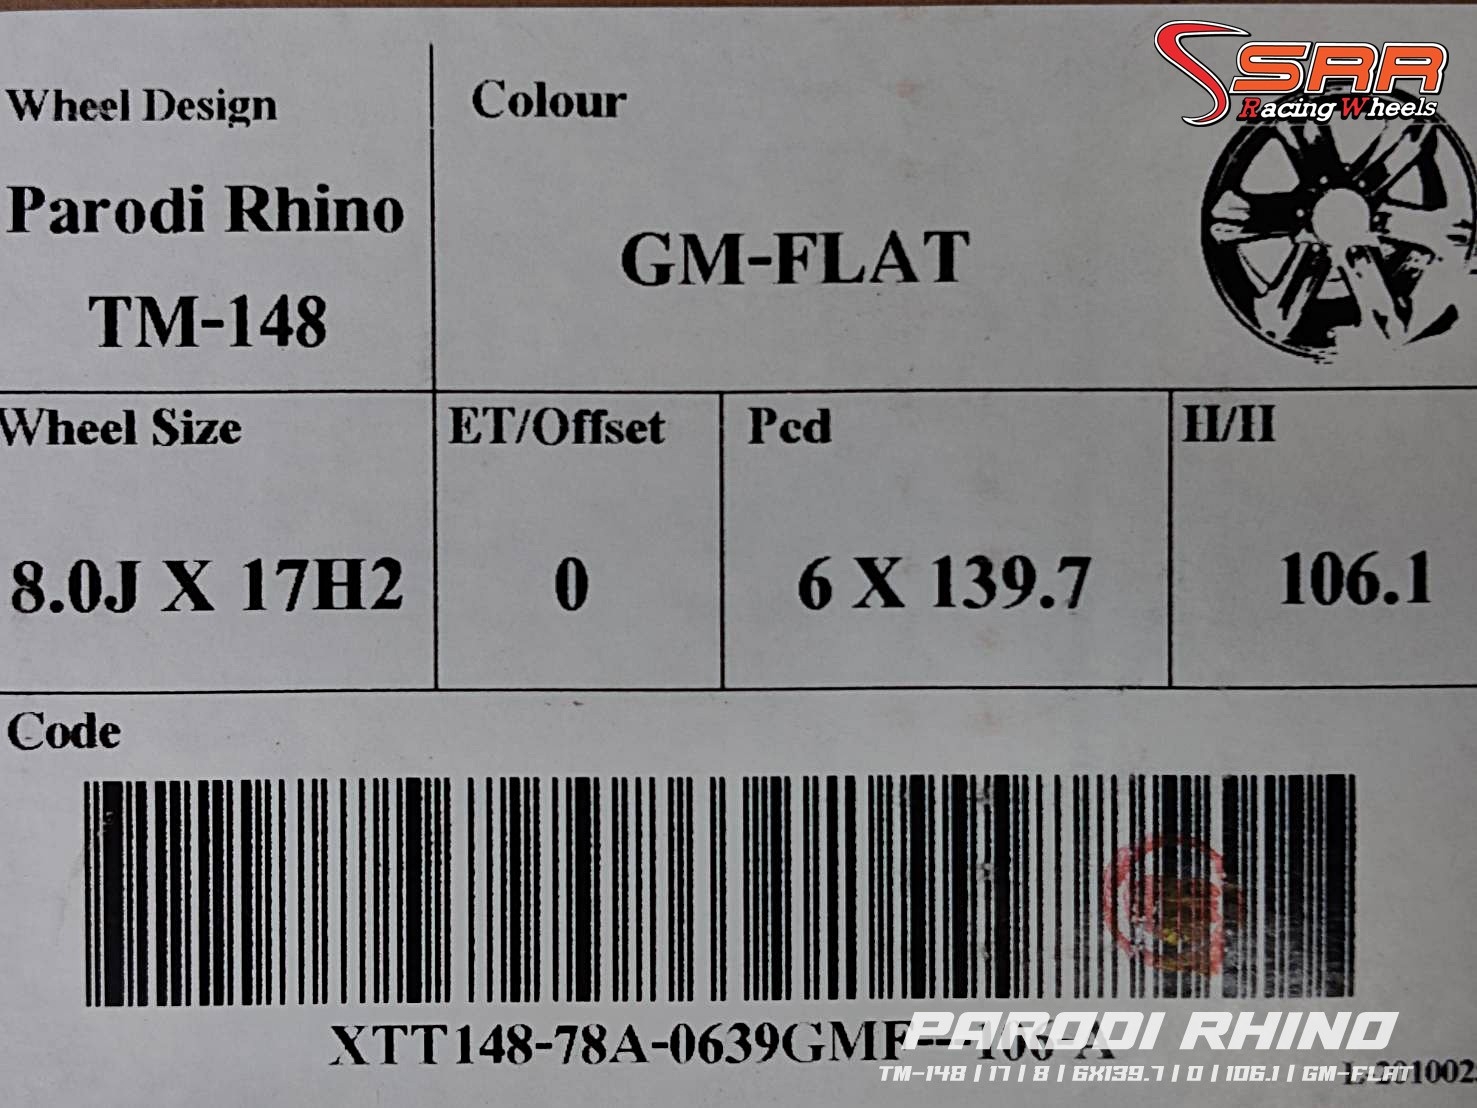 SSRR
Racing Wheels
Wheel Design
Colour
Parodi Rhino
TM-148
GM-FLAT
Wheel Size
ET/Offset
Pcd
H/H
8.0J X 17H2
0
6 X 139.7
106.1
Code
XTT148-78A-0639GMF---106-A
PARODI RHINO
TM-148 | 17 | 8 | 6X139.7 | 0 | 106.1 | GM-FLAT